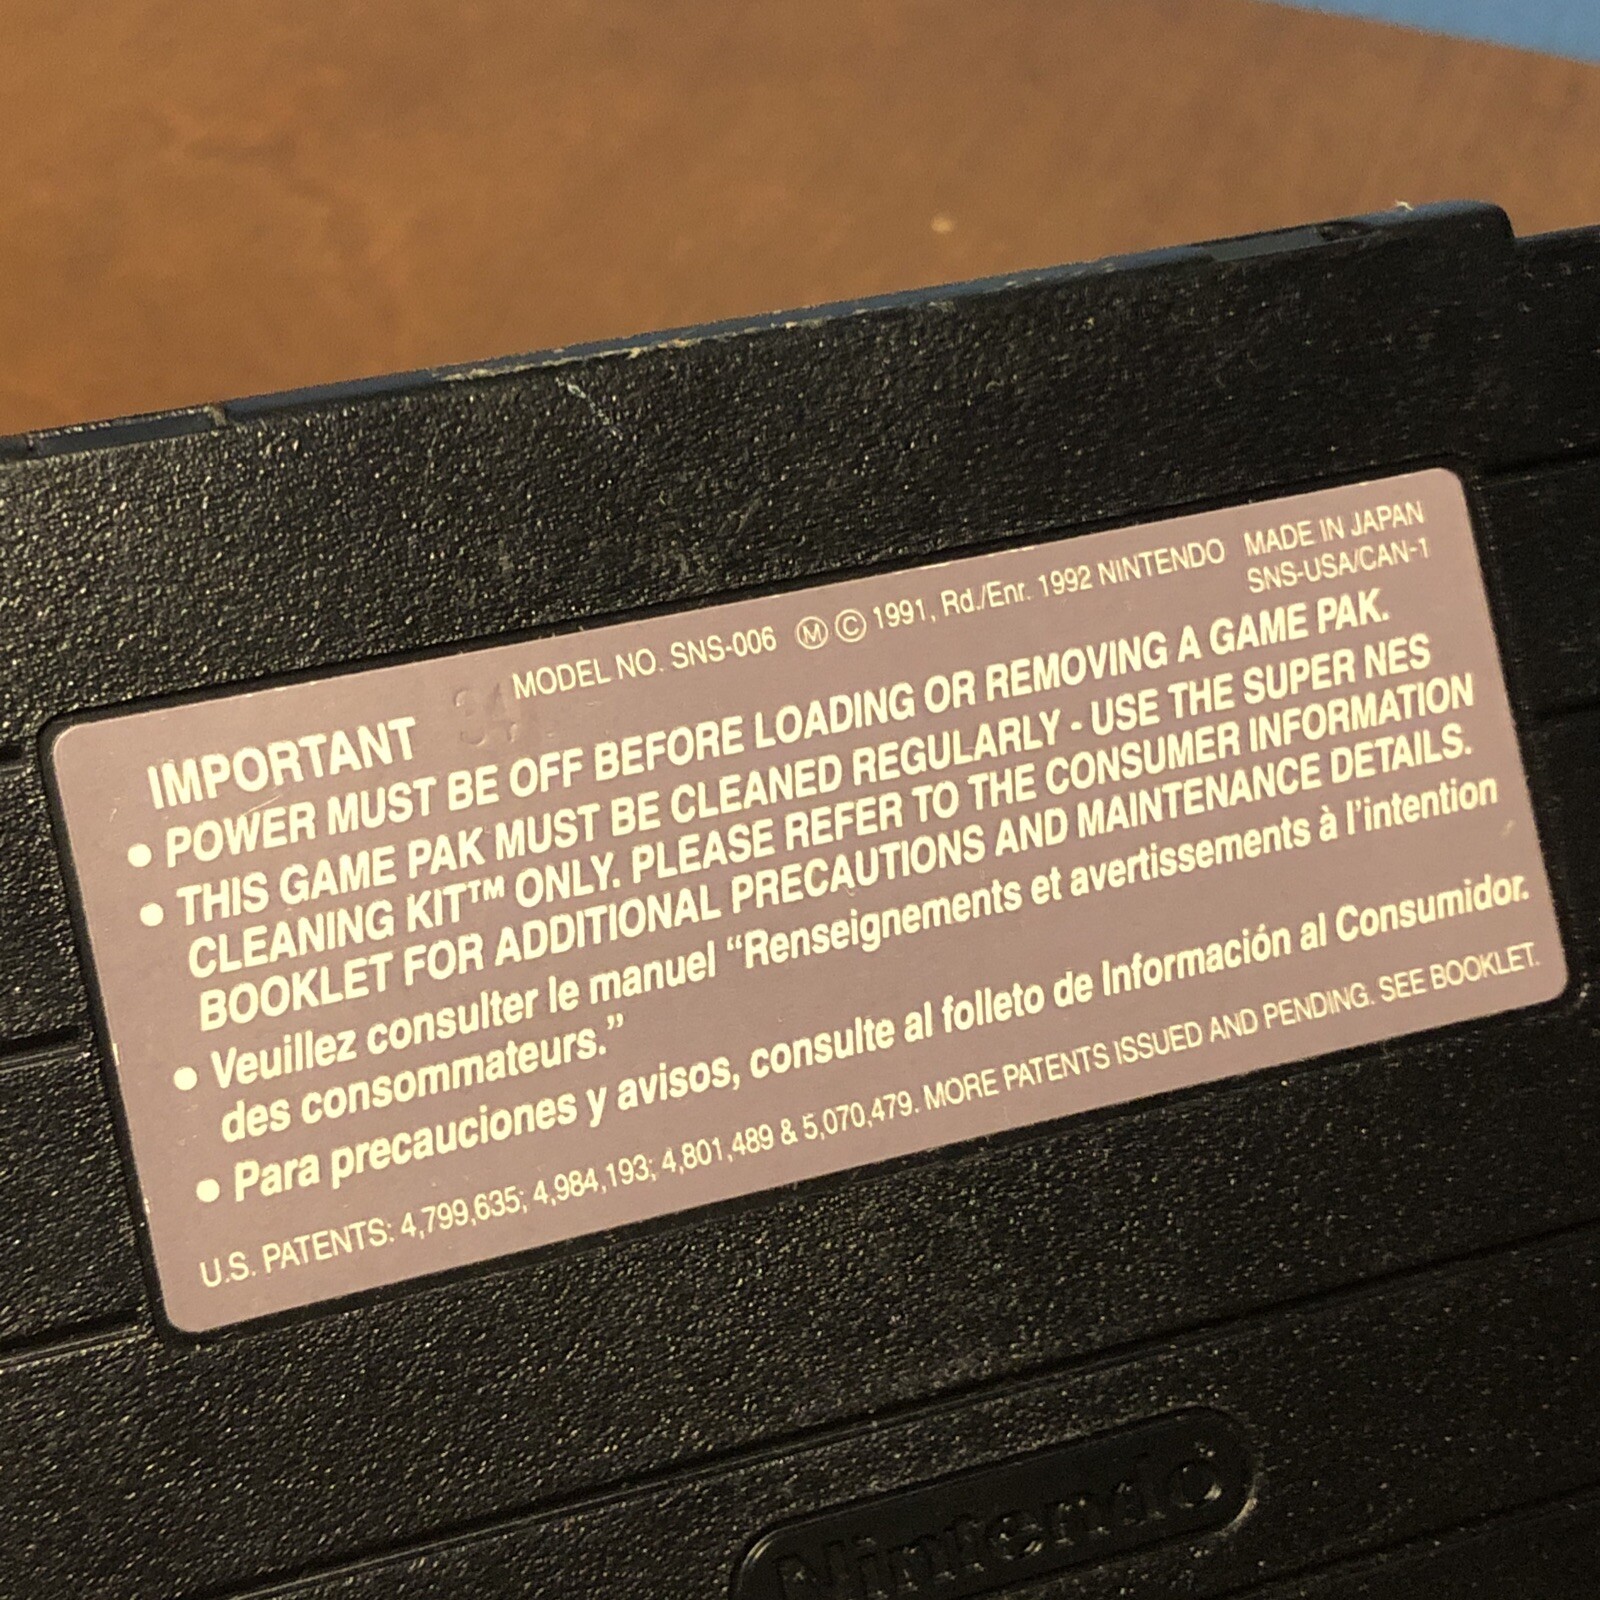 MODEL NO. SNS-006 Ⓜ © 1991, Rd./Enr. 1992 NINTENDO MADE IN JAPAN
SNS-USA/CAN-1
IMPORTANT 34
• POWER MUST BE OFF BEFORE LOADING OR REMOVING A GAME PAK.
• THIS GAME PAK MUST BE CLEANED REGULARLY - USE THE SUPER NES
CLEANING KIT™ ONLY. PLEASE REFER TO THE CONSUMER INFORMATION
BOOKLET FOR ADDITIONAL PRECAUTIONS AND MAINTENANCE DETAILS.
• Veuillez consulter le manuel “Renseignements et avertissements à l’intention
des consommateurs.”
• Para precauciones y avisos, consulte al folleto de Información al Consumidor.
U.S. PATENTS: 4,799,635; 4,984,193; 4,801,489 & 5,070,479. MORE PATENTS ISSUED AND PENDING. SEE BOOKLET.
Nintendo